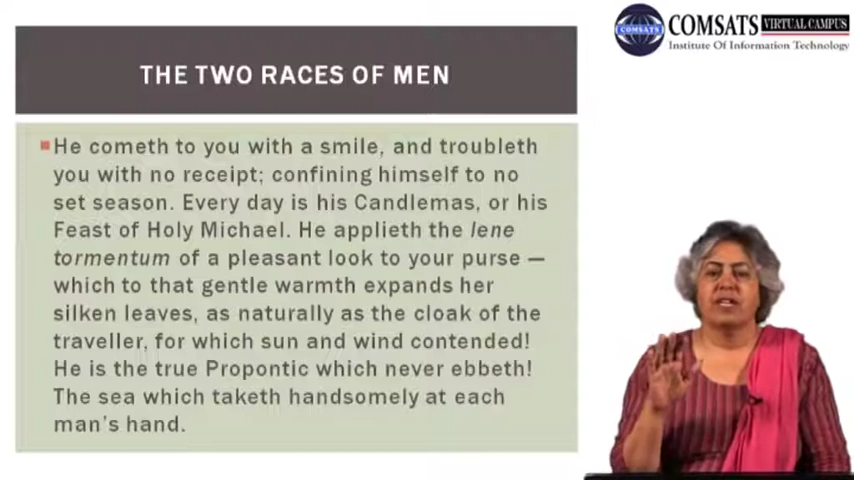 COMSATS VIRTUAL CAMPUS
COMSATS
Institute Of Information Technology
THE TWO RACES OF MEN
He cometh to you with a smile, and troubleth
you with no receipt; confining himself to no
set season. Every day is his Candlemas, or his
Feast of Holy Michael. He applieth the lene
tormentum of a pleasant look to your purse —
which to that gentle warmth expands her
silken leaves, as naturally as the cloak of the
traveller, for which sun and wind contended!
He is the true Propontic which never ebbeth!
The sea which taketh handsomely at each
man's hand.